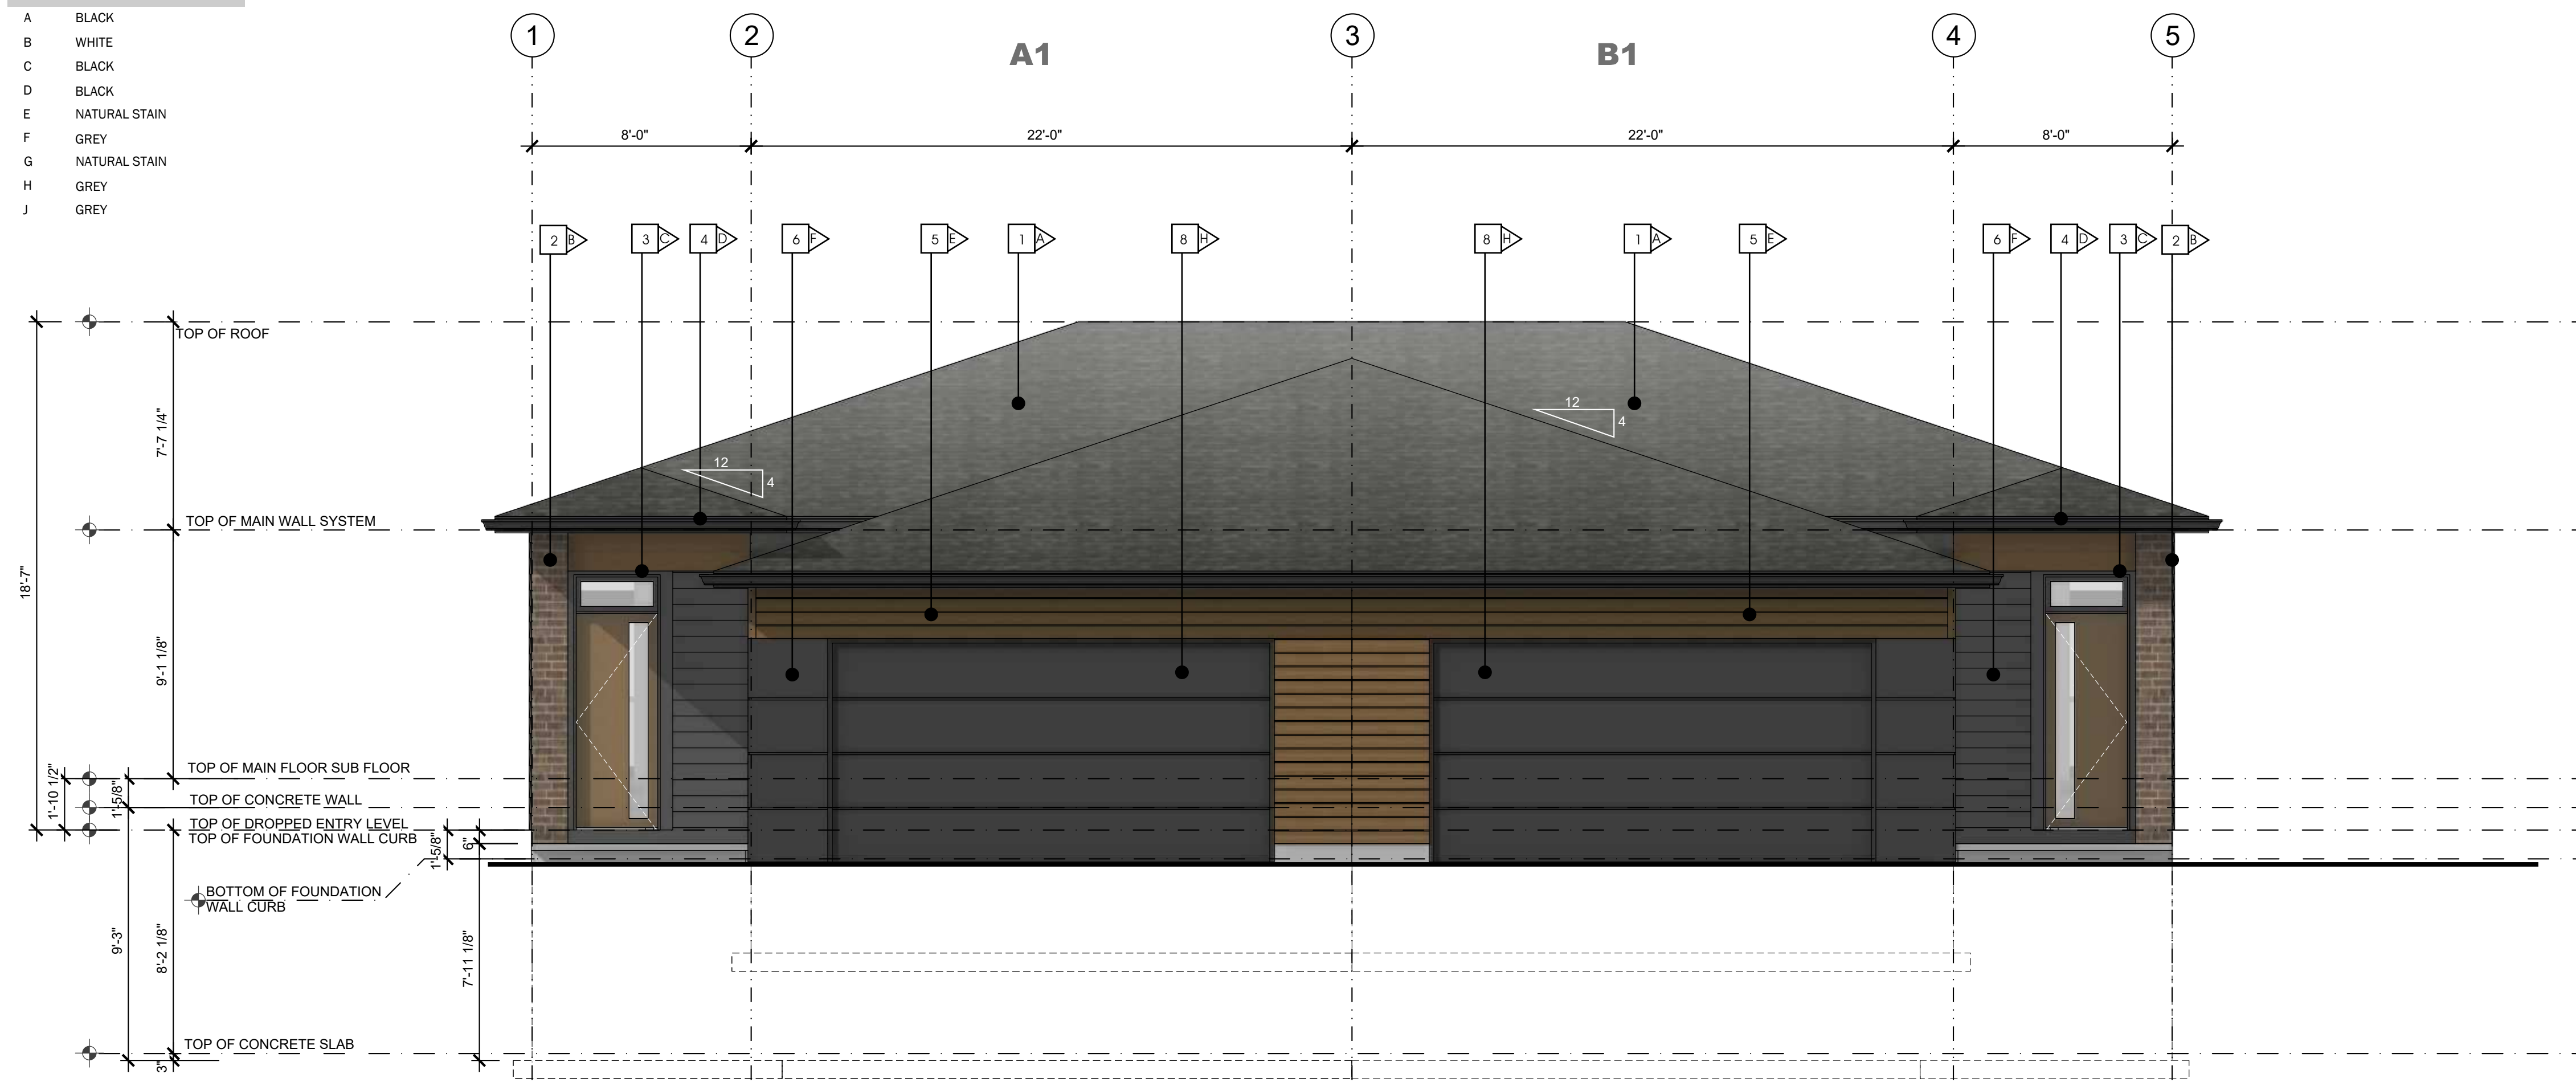 A BLACK
B WHITE
C BLACK
D BLACK
E NATURAL STAIN
F GREY
G NATURAL STAIN
H GREY
J GREY
1 2 3 4 5
A1 B1
8'-0" 22'-0" 22'-0" 8'-0"
2 B 3 C 4 D 6 F 5 E 1 A 8 H 8 H 1 A 5 E 6 F 4 D 3 C 2 B
TOP OF ROOF
7'-7 1/4"
12
4
12
4
TOP OF MAIN WALL SYSTEM
18'-7"
9'-1 1/8"
TOP OF MAIN FLOOR SUB FLOOR
1'-10 1/2"
1'-5/8"
TOP OF CONCRETE WALL
TOP OF DROPPED ENTRY LEVEL
TOP OF FOUNDATION WALL CURB
1'-5/8"
6"
BOTTOM OF FOUNDATION
WALL CURB
9'-3"
8'-2 1/8"
7'-11 1/8"
TOP OF CONCRETE SLAB
3"